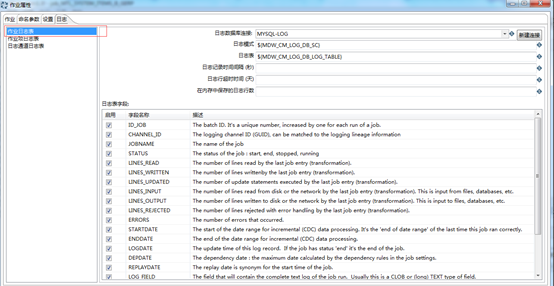 作业属性
作业 命名参数 设置 日志
作业日志表
作业项日志表
日志通道日志表
日志数据库连接: MYSQL-LOG 新建连接
日志模式 ${MDW_CM_LOG_DB_SC}
日志表 ${MDW_CM_LOG_DB_LOG_TABLE}
日志记录时间间隔 (秒)
日志行超时时间 (天)
在内存中保存的日志行数
日志表字段:
启用 字段名称 描述
ID_JOB The batch ID. It's a unique number, increased by one for each run of a job.
CHANNEL_ID The logging channel ID (GUID), can be matched to the logging lineage information
JOBNAME The name of the job
STATUS The status of the job : start, end, stopped, running
LINES_READ The number of lines read by the last job entry (transformation).
LINES_WRITTEN The number of lines writtenby the last job entry (transformation).
LINES_UPDATED The number of update statements executed by the last job entry (transformation).
LINES_INPUT The number of lines read from disk or the network by the last job entry (transformation). This is input from files, databases, etc.
LINES_OUTPUT The number of lines written to disk or the network by the last job entry (transformation). This is input to files, databases, etc.
LINES_REJECTED The number of lines rejected with error handling by the last job entry (transformation).
ERRORS The number of errors that occurred.
STARTDATE The start of the date range for incremental (CDC) data processing. It's the 'end of date range' of the last time this job ran correctly.
ENDDATE The end of the date range for incremental (CDC) data processing.
LOGDATE The update time of this log record. If the job has status 'end' it's the end of the job.
DEPDATE The dependency date : the maximum date calculated by the dependency rules in the job settings.
REPLAYDATE The replay date is synonym for the start time of the job.
LOG_FIELD The field that will contain the complete text log of the job run. Usually this is a CLOB or (long) TEXT type of field.